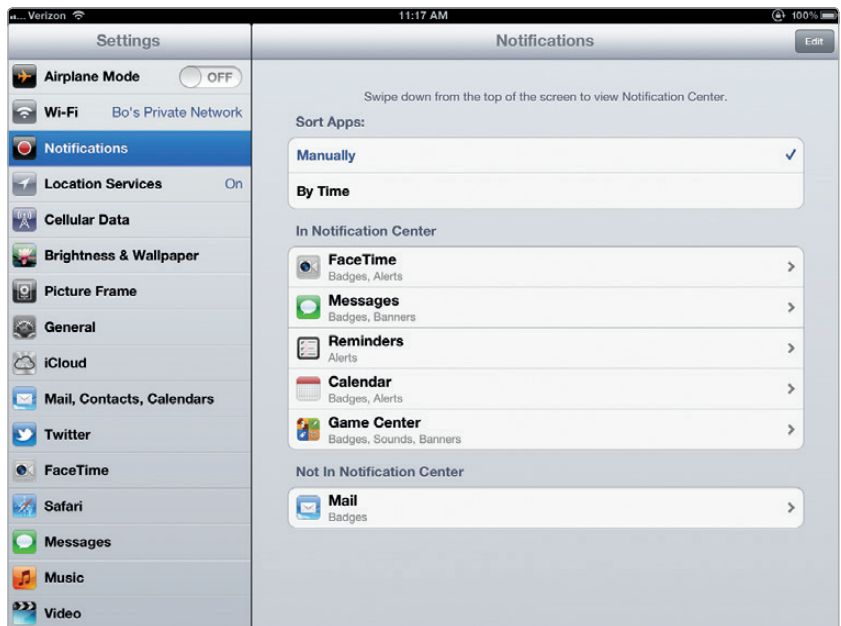 ... Verizon 11:17 AM 100%
Settings
Notifications
Edit
Airplane Mode OFF
Wi-Fi Bo's Private Network
Notifications
Location Services On
Cellular Data
Brightness & Wallpaper
Picture Frame
General
iCloud
Mail, Contacts, Calendars
Twitter
FaceTime
Safari
Messages
Music
Video
Swipe down from the top of the screen to view Notification Center.
Sort Apps:
Manually
By Time
In Notification Center
FaceTime
Badges, Alerts
Messages
Badges, Banners
Reminders
Alerts
Calendar
Badges, Alerts
Game Center
Badges, Sounds, Banners
Not In Notification Center
Mail
Badges